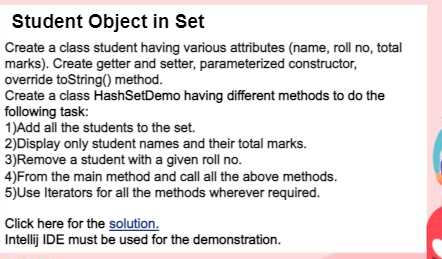 Student Object in Set
Create a class student having various attributes (name, roll no, total
marks). Create getter and setter, parameterized constructor,
override toString() method.
Create a class HashSetDemo having different methods to do the
following task:
1)Add all the students to the set.
2)Display only student names and their total marks.
3)Remove a student with a given roll no.
4)From the main method and call all the above methods.
5)Use Iterators for all the methods wherever required.
Click here for the solution.
Intellij IDE must be used for the demonstration.